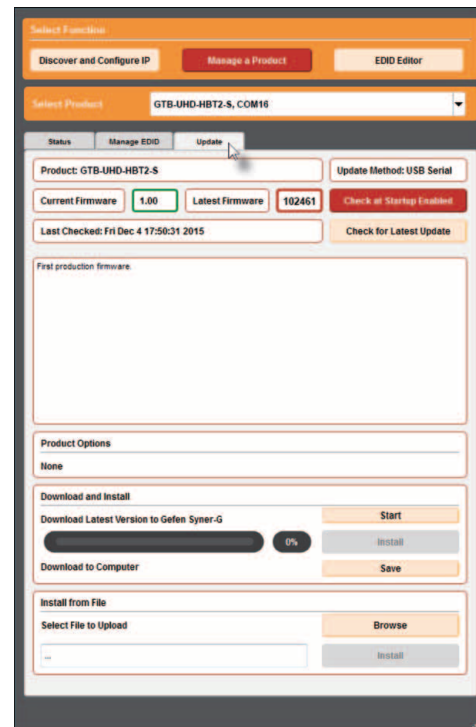 Select Function
Discover and Configure IP Manage a Product EDID Editor
Select Product GTB-UHD-HBT2-S, COM16
Status Manage EDID Update
Product: GTB-UHD-HBT2-S Update Method: USB Serial
Current Firmware 1.00 Latest Firmware 102461 Check at Startup Enabled
Last Checked: Fri Dec 4 17:50:31 2015 Check for Latest Update
First production firmware.
Product Options
None
Download and Install
Download Latest Version to Gefen Syner-G Start
0% Install
Download to Computer Save
Install from File
Select File to Upload Browse
... Install